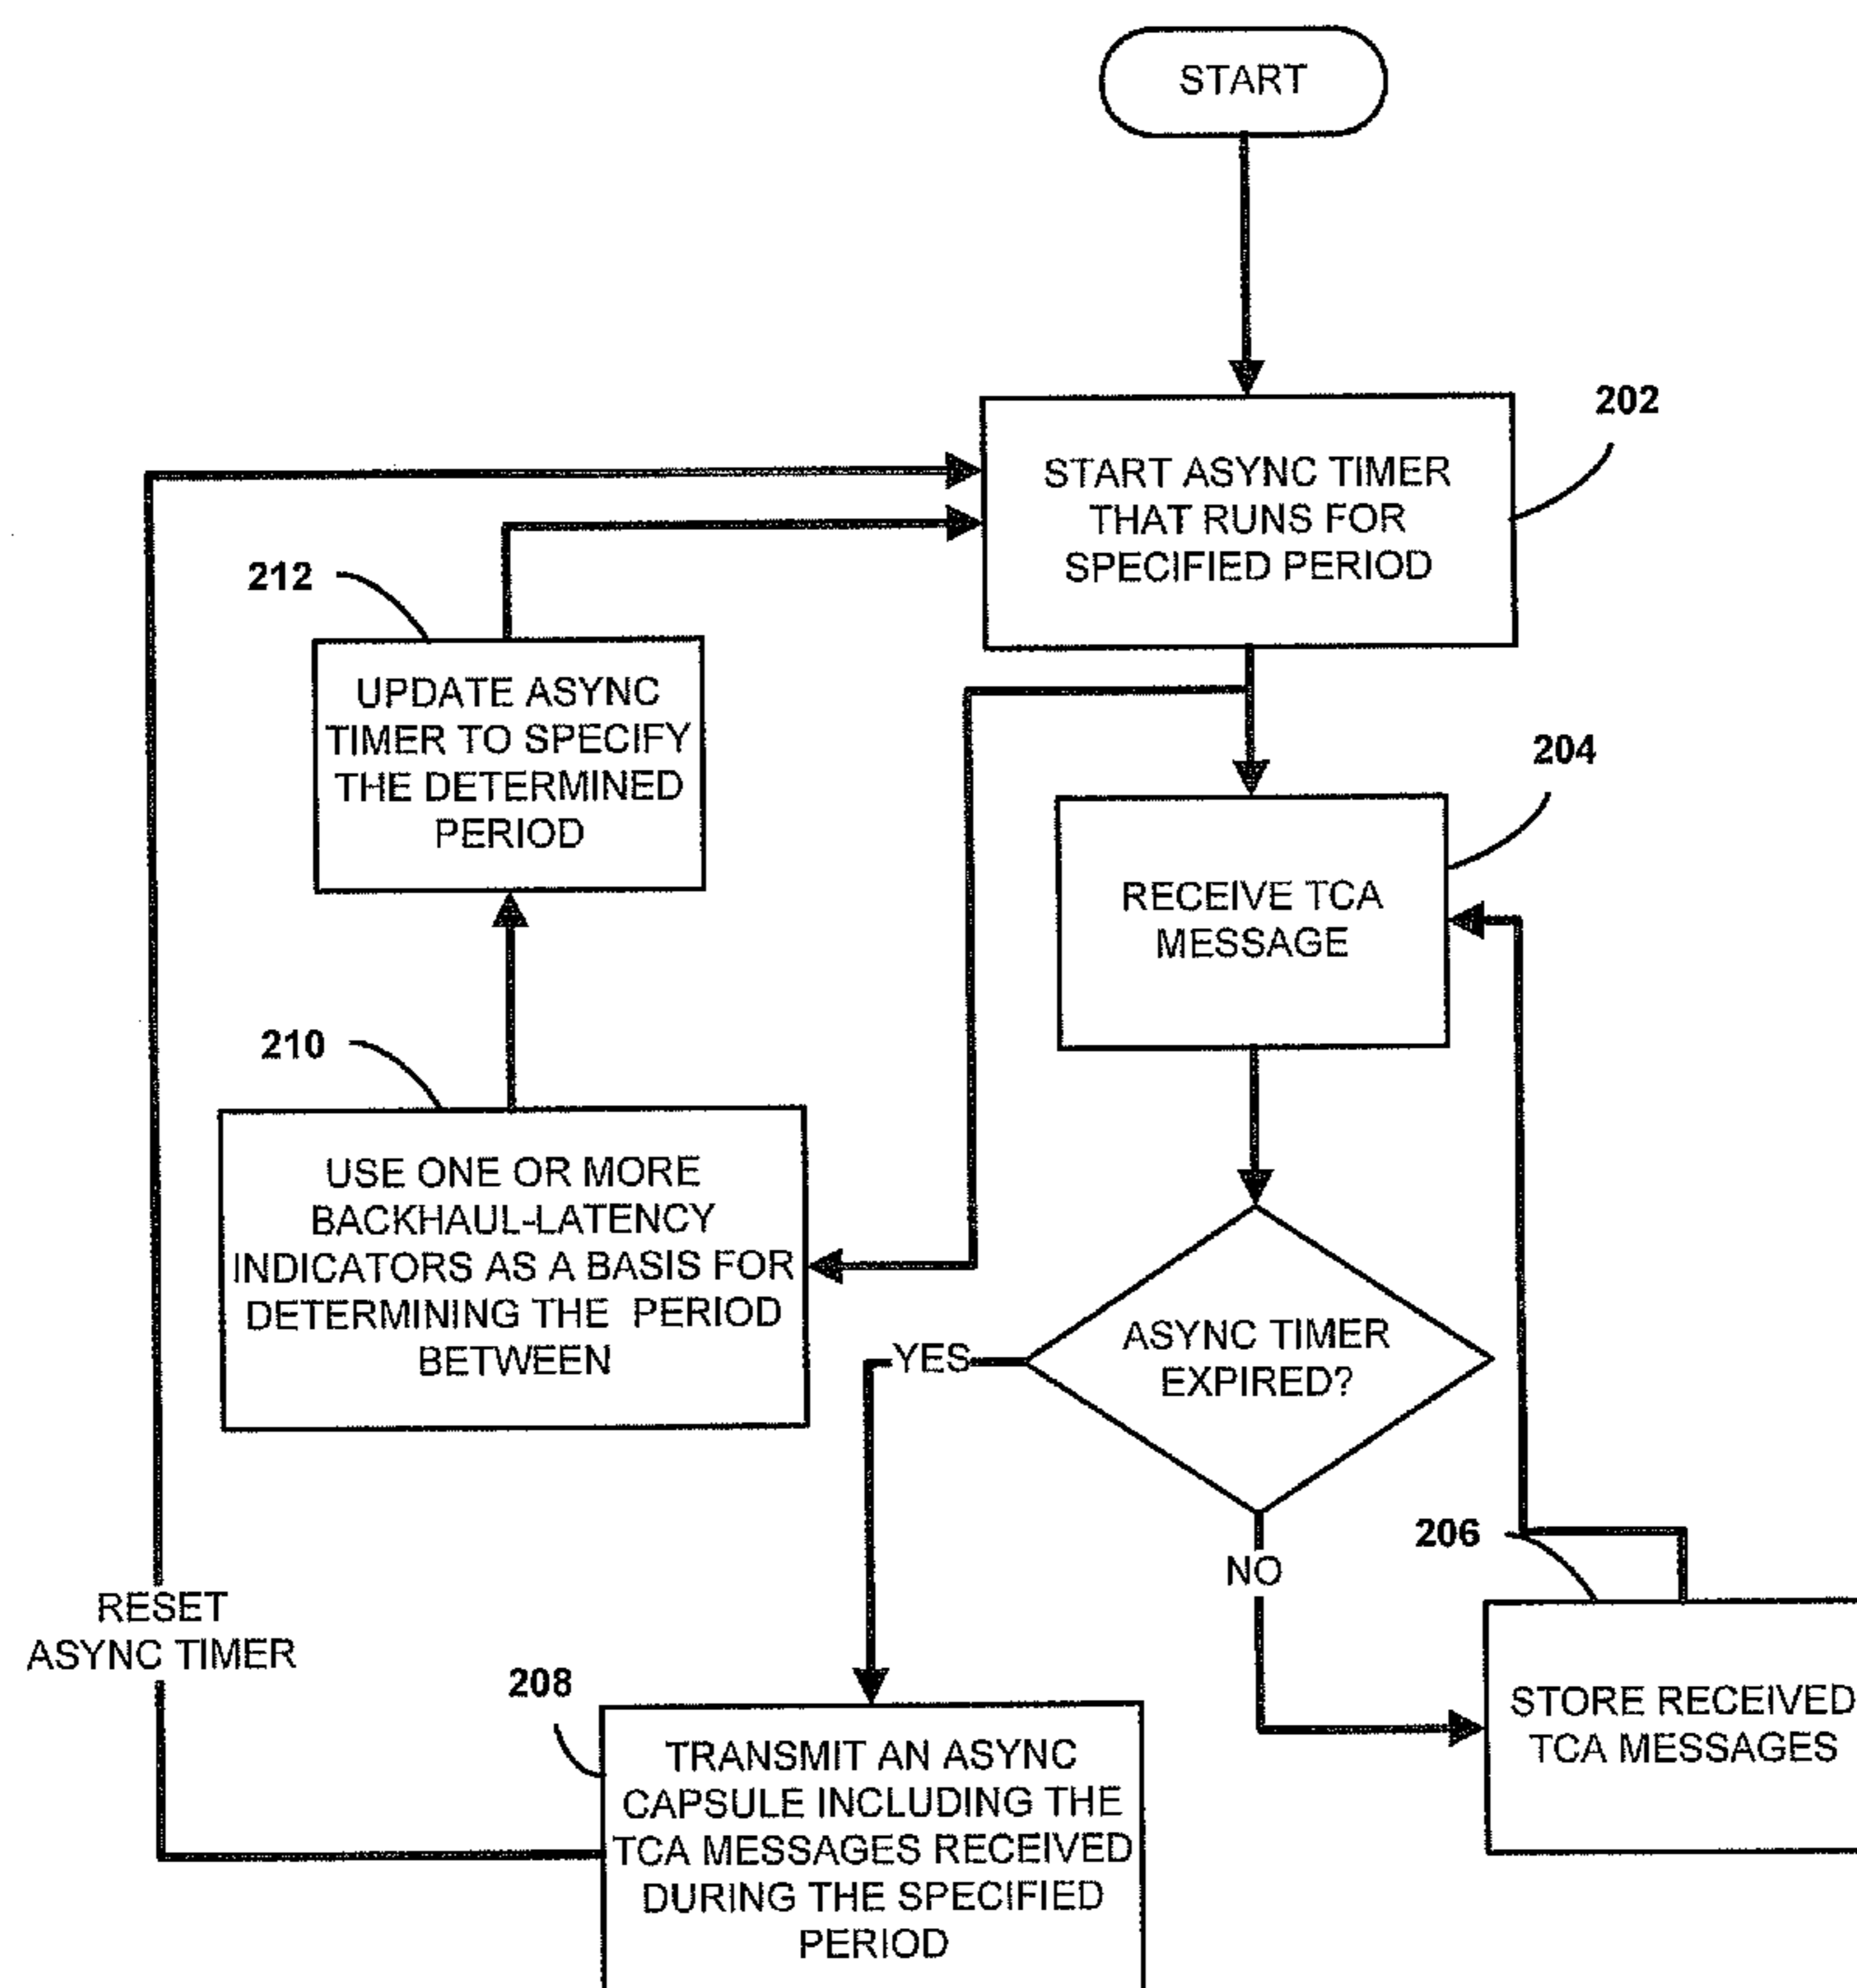 START
202
START ASYNC TIMER
THAT RUNS FOR
SPECIFIED PERIOD
212
UPDATE ASYNC
TIMER TO SPECIFY
THE DETERMINED
PERIOD
204
RECEIVE TCA
MESSAGE
210
USE ONE OR MORE
BACKHAUL-LATENCY
INDICATORS AS A BASIS FOR
DETERMINING THE PERIOD
BETWEEN
ASYNC TIMER
EXPIRED?
YES
NO
206
STORE RECEIVED
TCA MESSAGES
RESET
ASYNC TIMER
208
TRANSMIT AN ASYNC
CAPSULE INCLUDING THE
TCA MESSAGES RECEIVED
DURING THE SPECIFIED
PERIOD